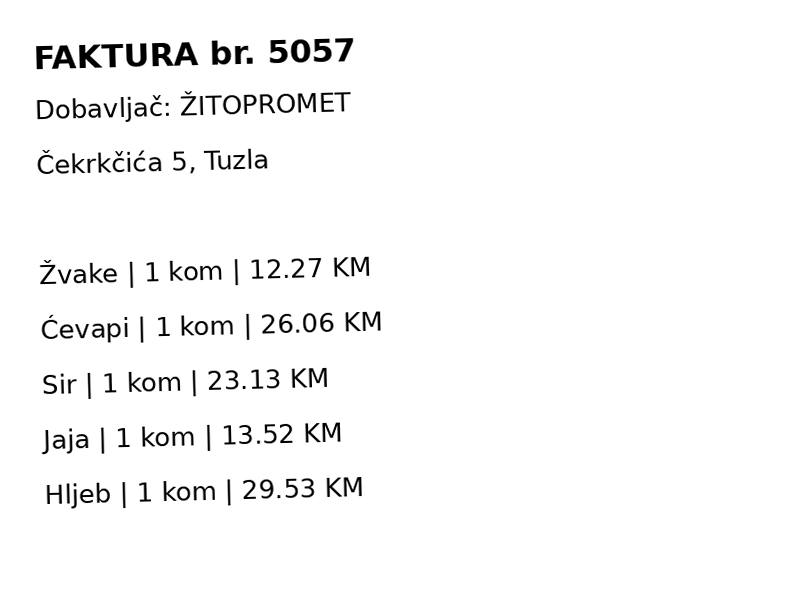 FAKTURA br. 5057
Dobavljač: ŽITOPROMET
Čekrkčića 5, Tuzla
Žvake | 1 kom | 12.27 KM
Ćevapi | 1 kom | 26.06 KM
Sir | 1 kom | 23.13 KM
Jaja | 1 kom | 13.52 KM
Hljeb | 1 kom | 29.53 KM